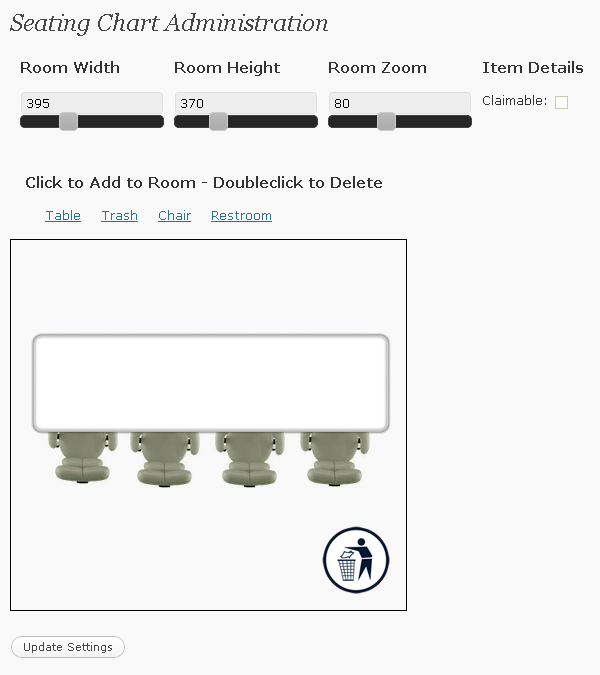 Seating Chart Administration
Room Width Room Height Room Zoom Item Details
395 370 80 Claimable:
Click to Add to Room - Doubleclick to Delete
Table Trash Chair Restroom
Update Settings